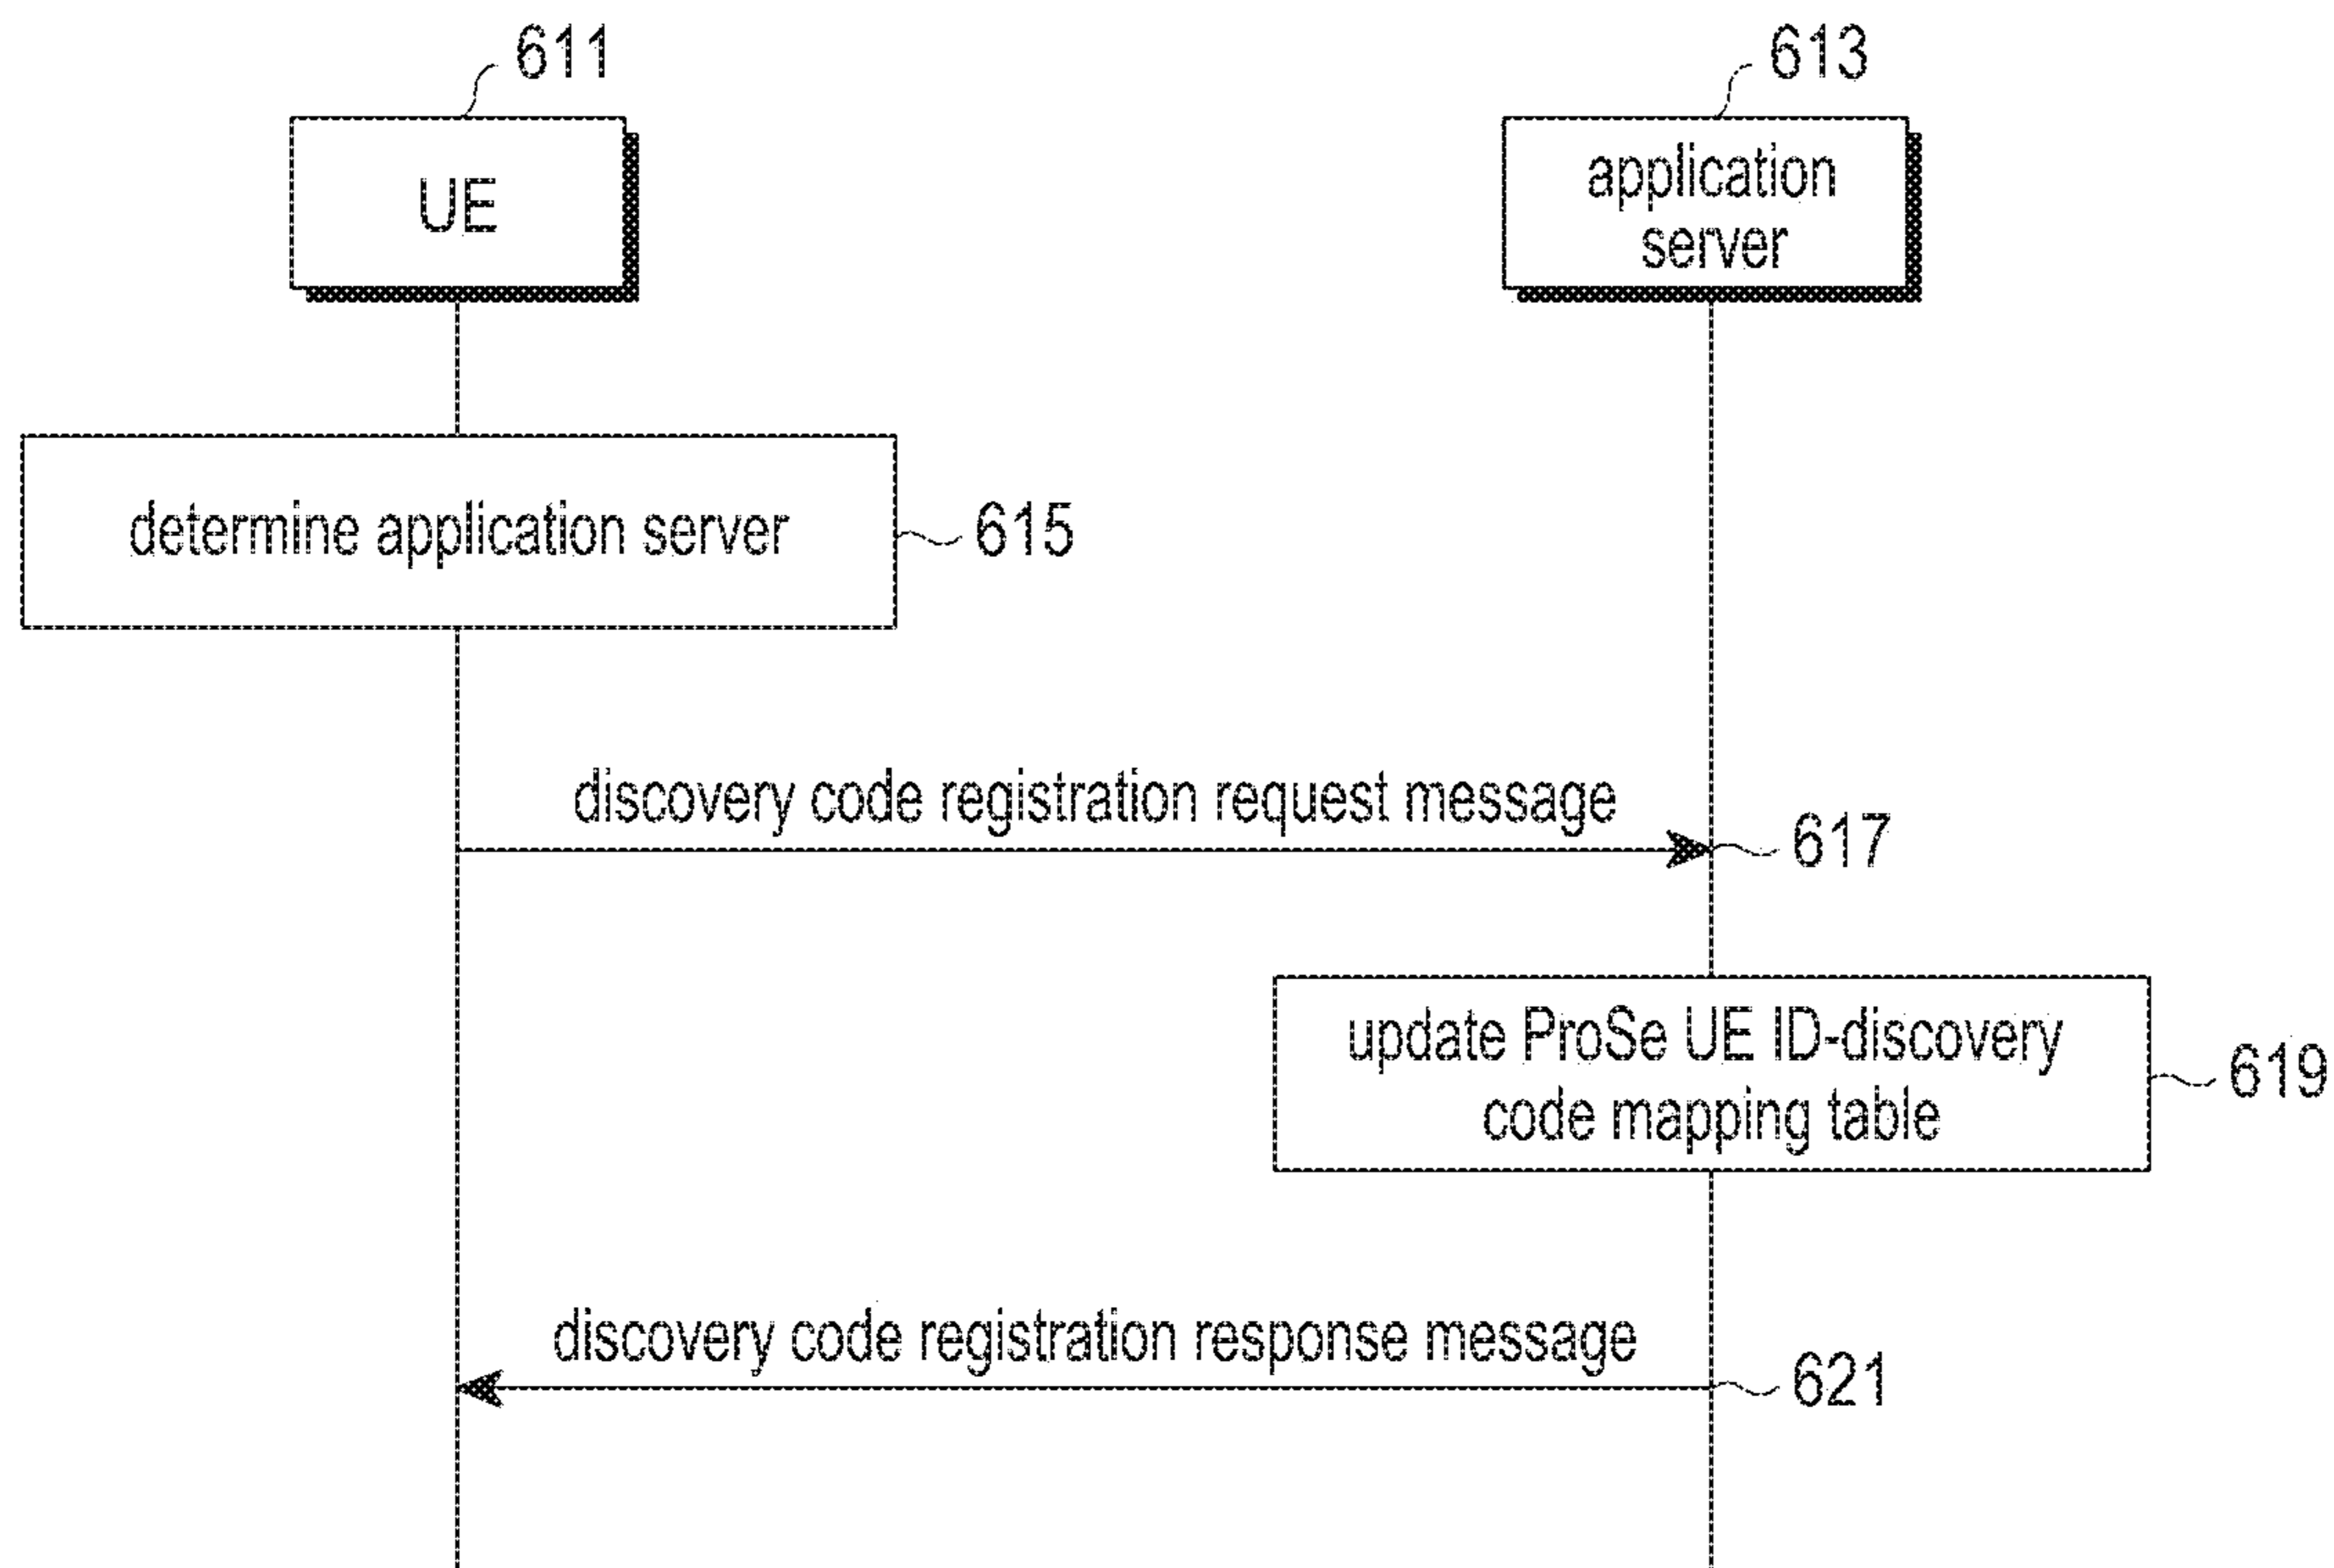 611
613
UE
application
server
determine application server
615
discovery code registration request message
617
update ProSe UE ID-discovery
code mapping table
619
discovery code registration response message
621